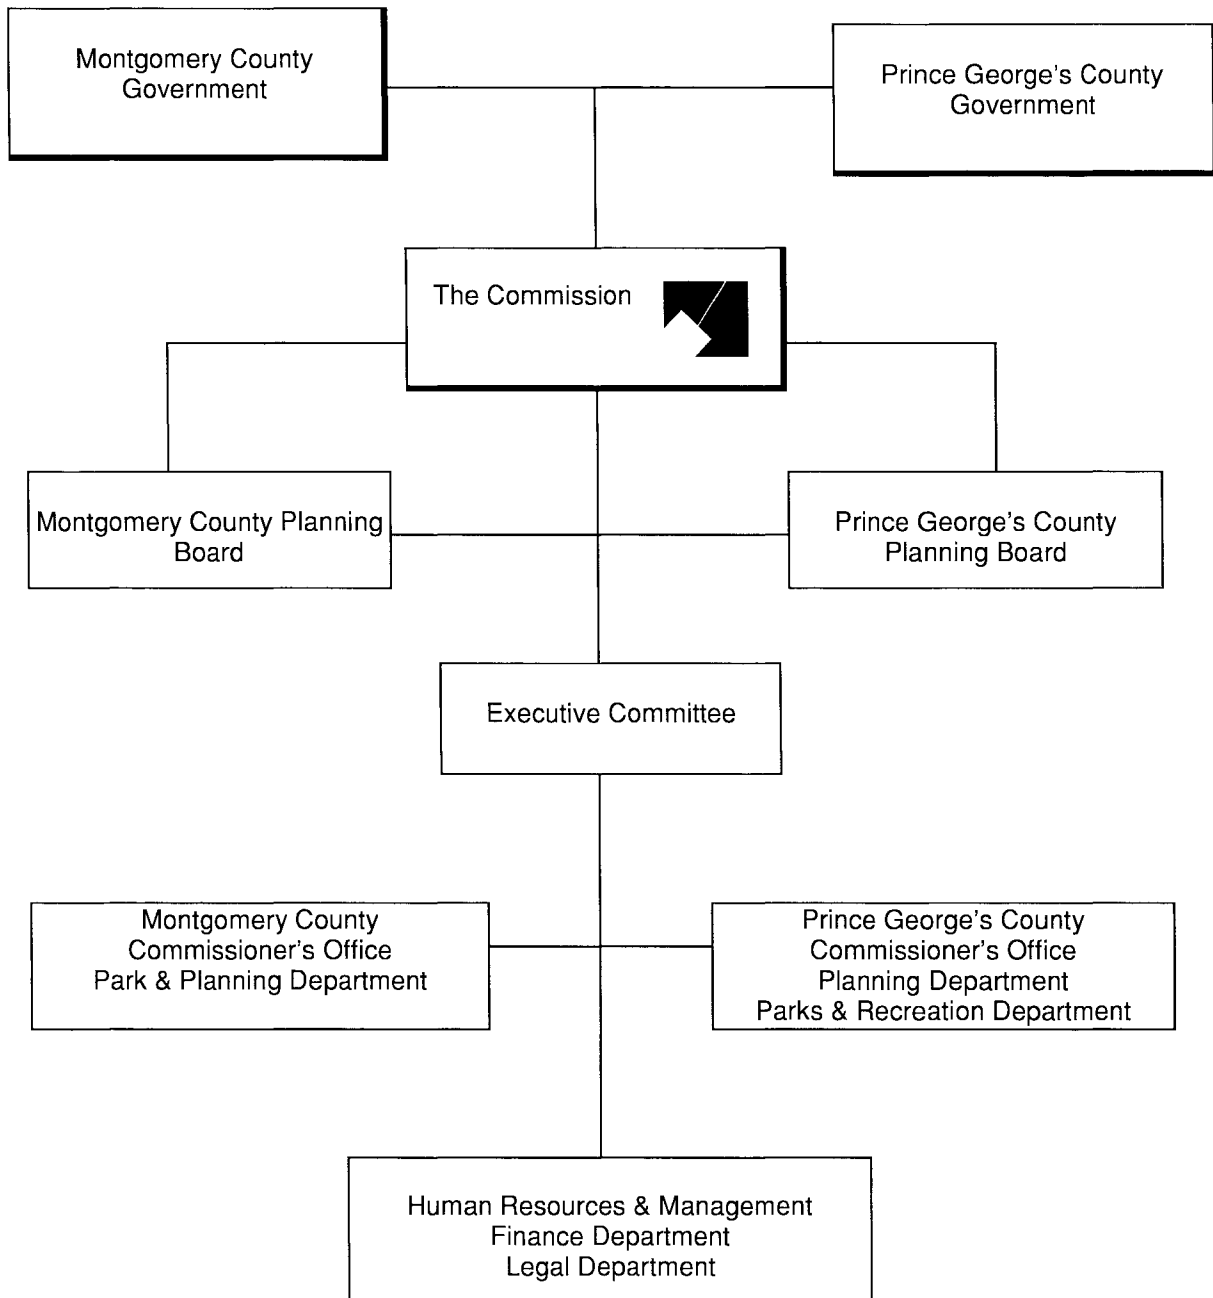 Montgomery County
Government
Prince George's County
Government
The Commission
Montgomery County Planning
Board
Prince George's County
Planning Board
Executive Committee
Montgomery County
Commissioner's Office
Park & Planning Department
Prince George's County
Commissioner's Office
Planning Department
Parks & Recreation Department
Human Resources & Management
Finance Department
Legal Department